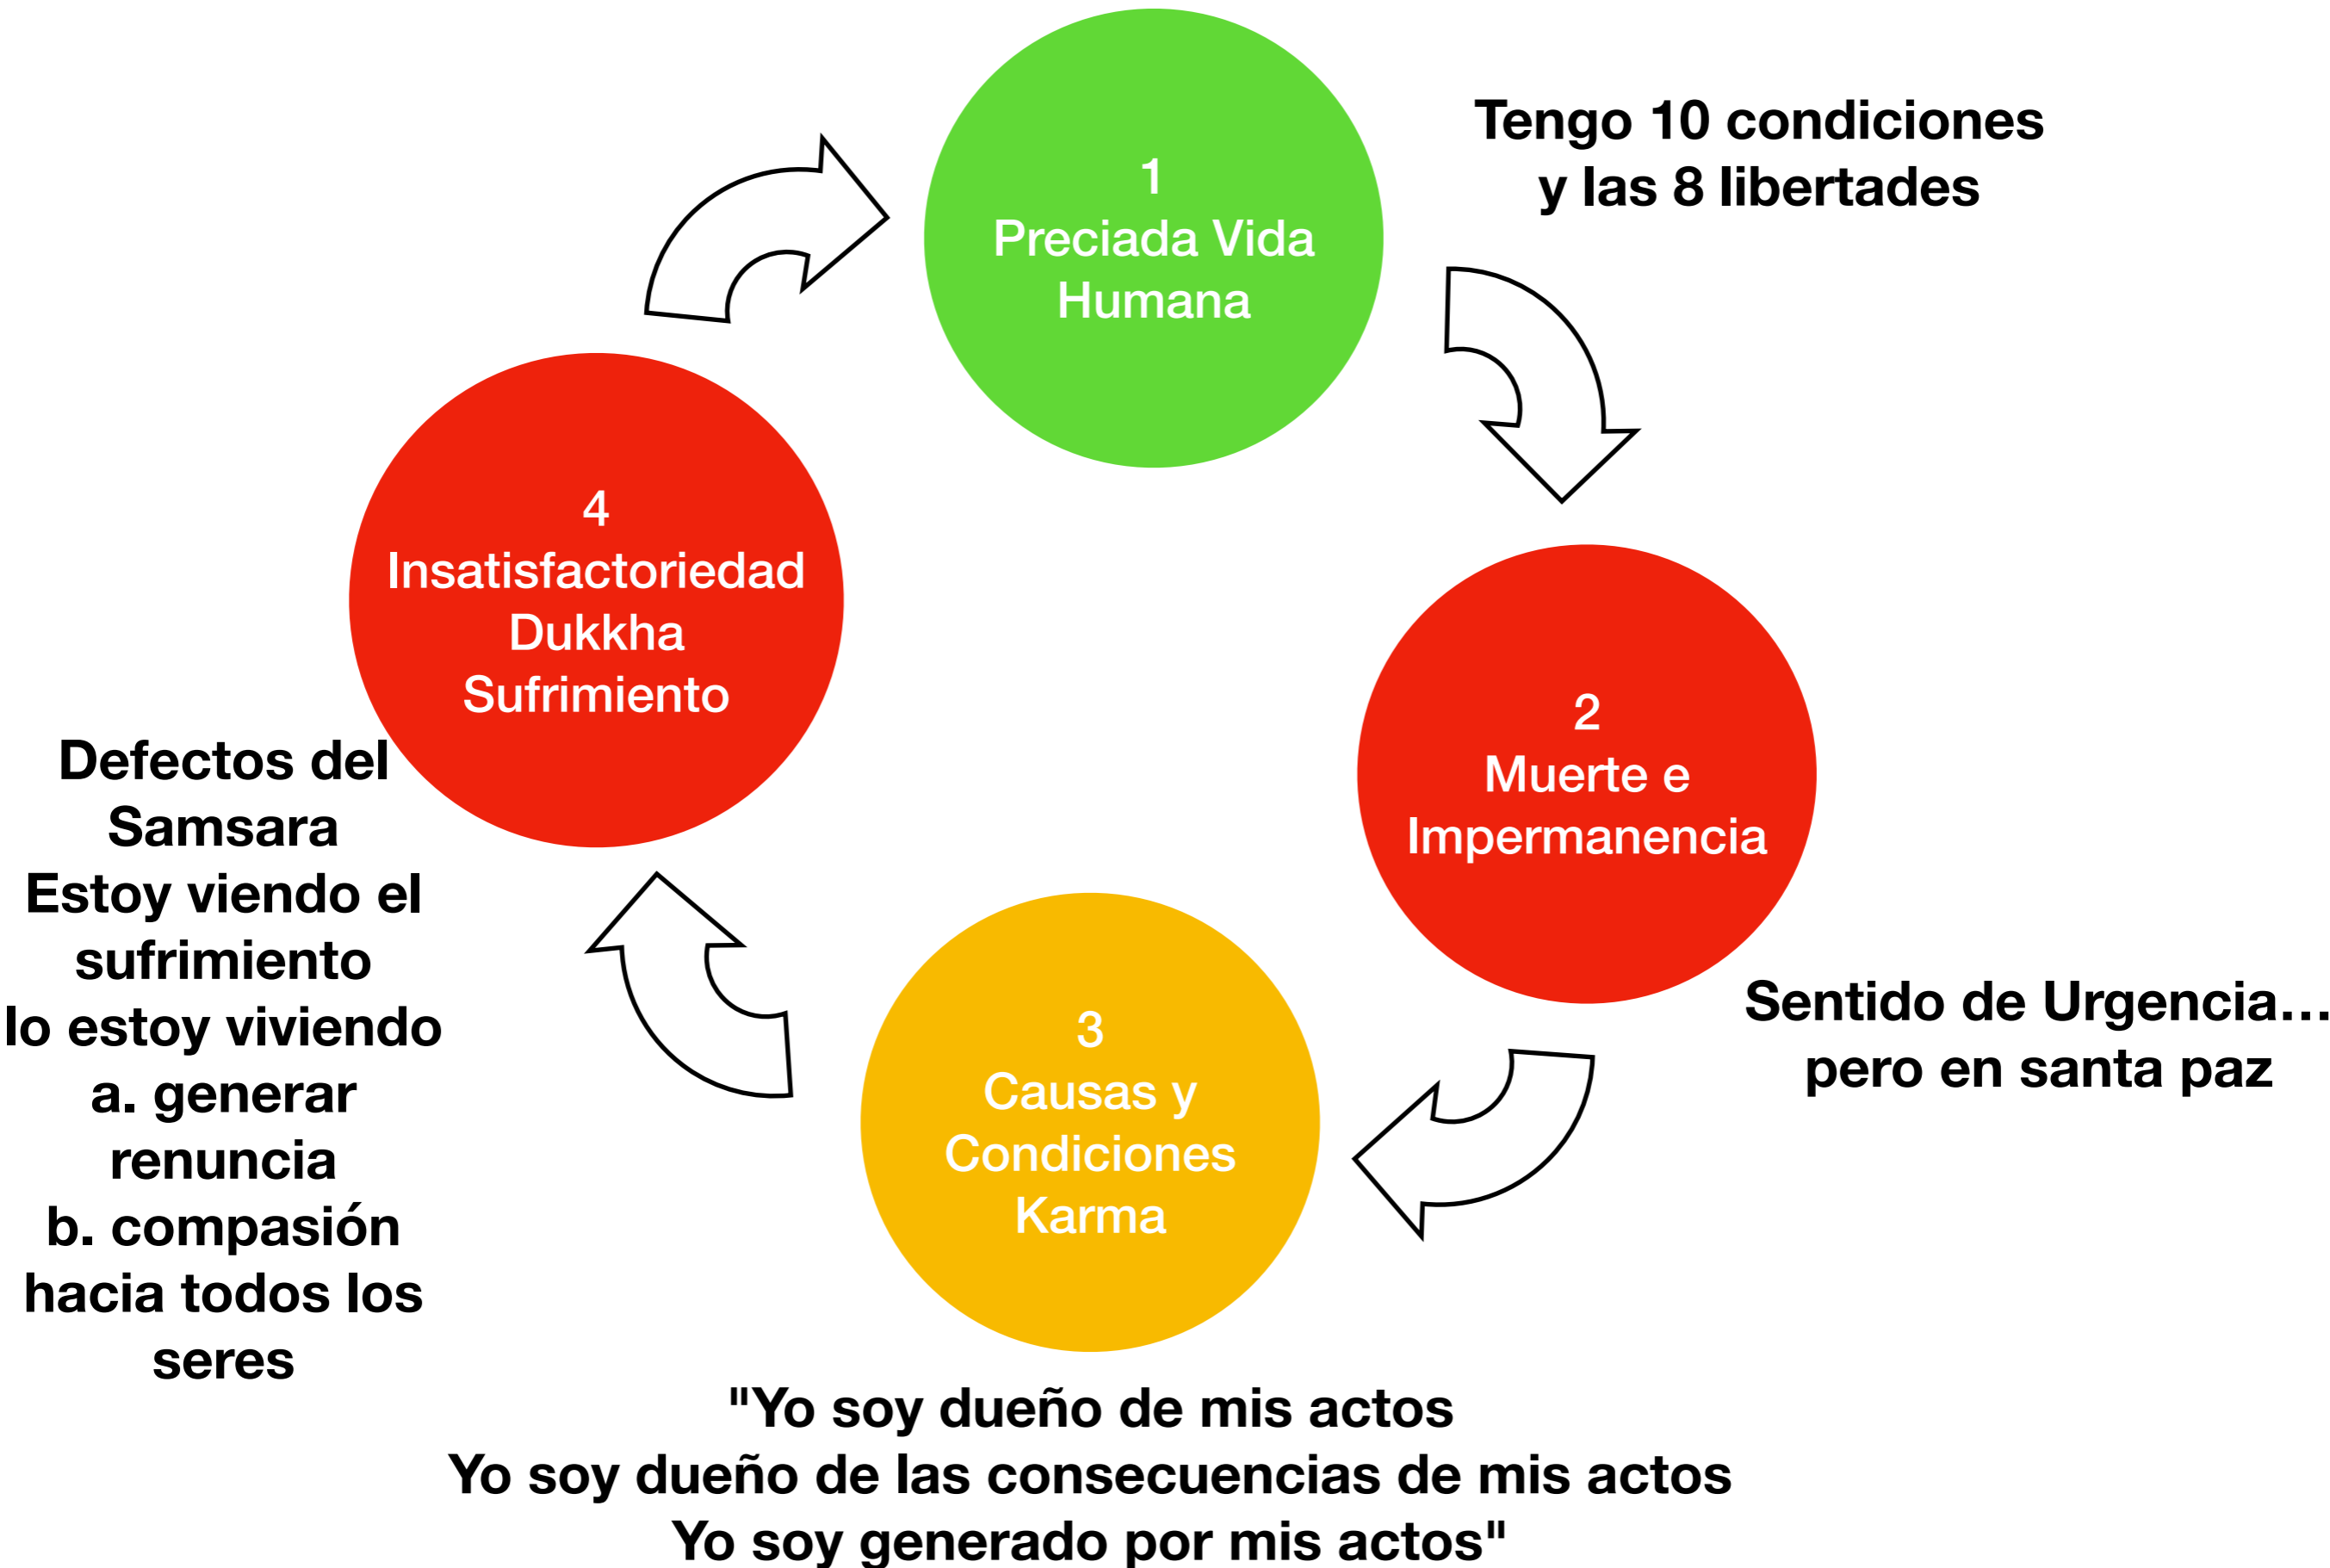 1
Preciada Vida
Humana
Tengo 10 condiciones
y las 8 libertades
2
Muerte e
Impermanencia
Sentido de Urgencia...
pero en santa paz
3
Causas y
Condiciones
Karma
"Yo soy dueño de mis actos
Yo soy dueño de las consecuencias de mis actos
Yo soy generado por mis actos"
4
Insatisfactoriedad
Dukkha
Sufrimiento
Defectos del
Samsara
Estoy viendo el
sufrimiento
lo estoy viviendo
a. generar
renuncia
b. compasión
hacia todos los
seres